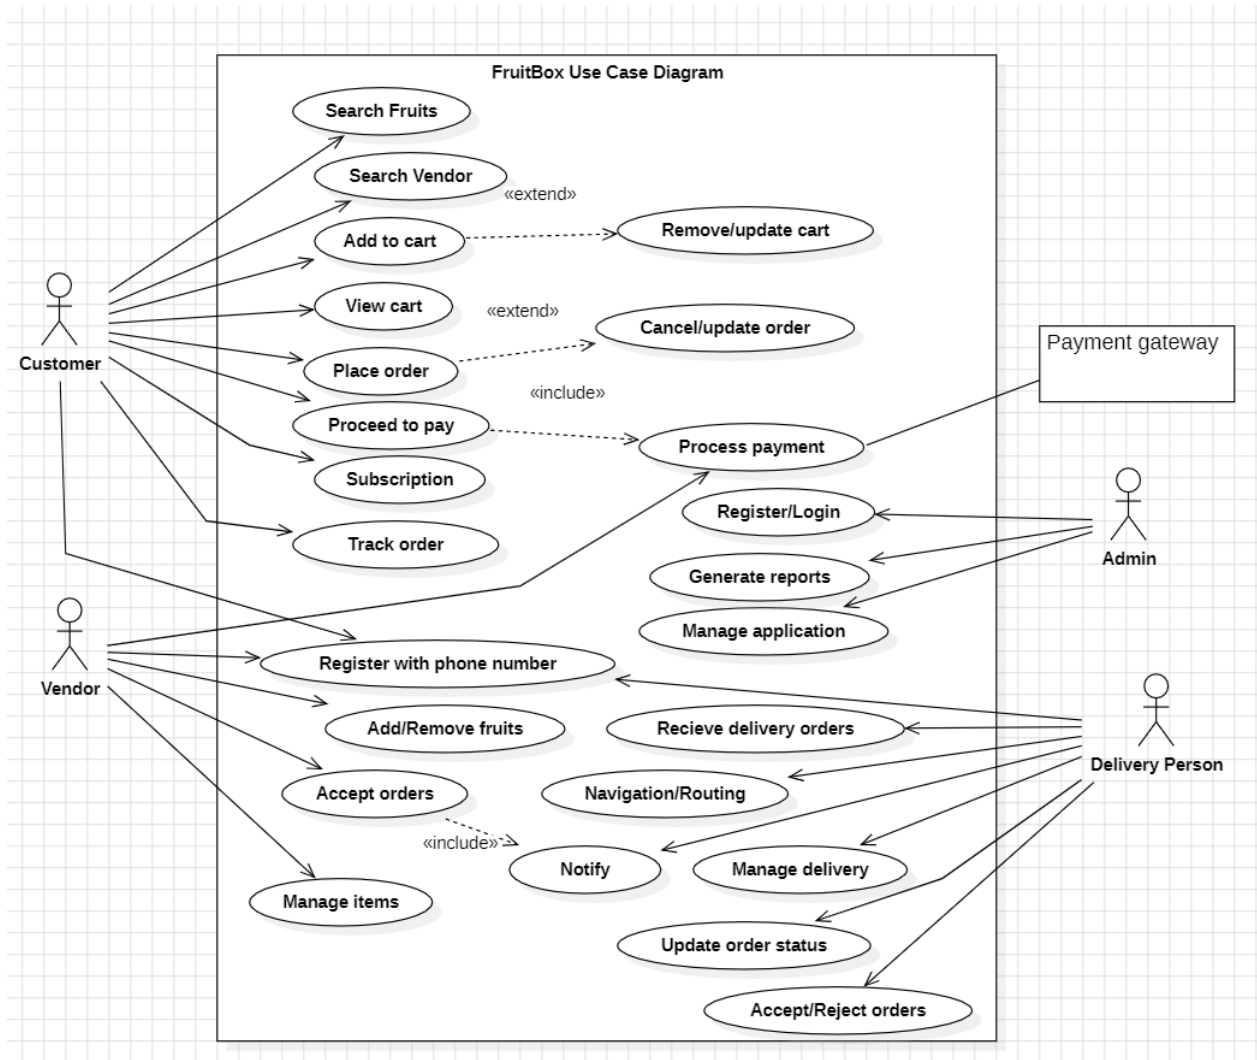 FruitBox Use Case Diagram
Search Fruits
Search Vendor
«extend»
Add to cart
Remove/update cart
View cart
«extend»
Cancel/update order
Payment gateway
Customer
Place order
«include»
Proceed to pay
Process payment
Subscription
Register/Login
Track order
Admin
Generate reports
Manage application
Register with phone number
Vendor
Add/Remove fruits
Recieve delivery orders
Delivery Person
Accept orders
Navigation/Routing
«include»
Notify
Manage delivery
Manage items
Update order status
Accept/Reject orders